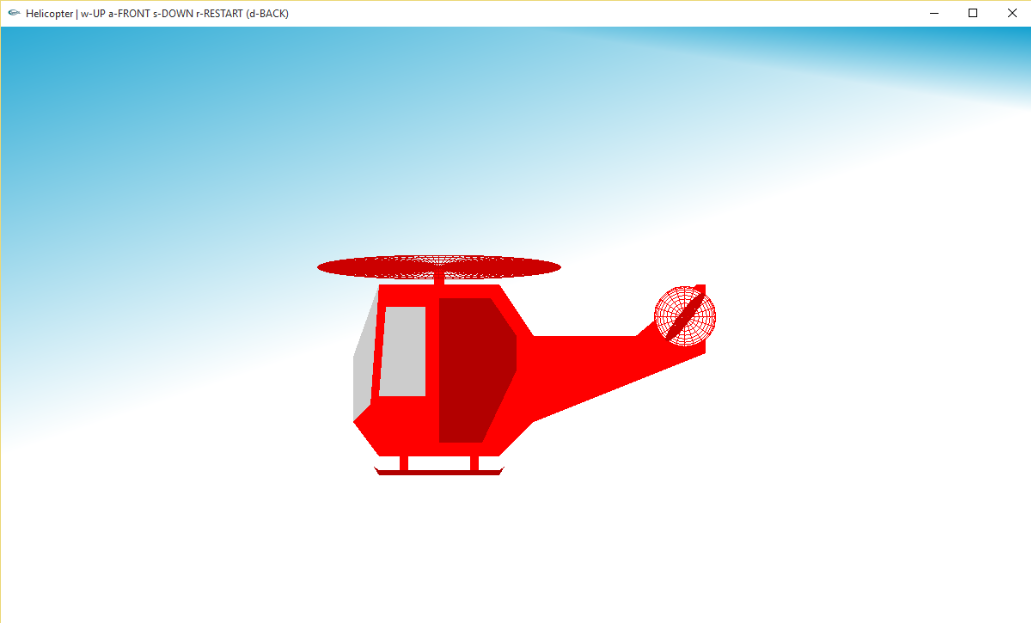 Helicopter | w-UP a-FRONT s-DOWN r-RESTART (d-BACK)